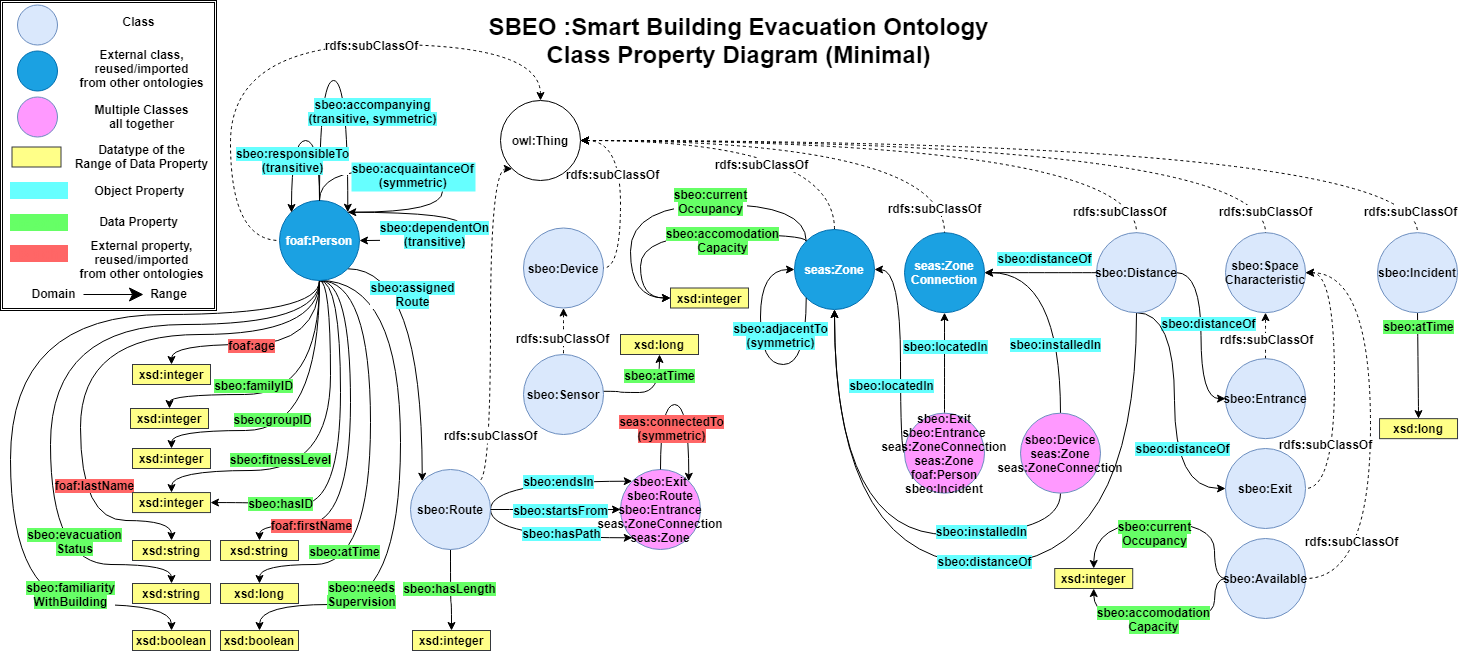 SBEO :Smart Building Evacuation Ontology
Class Property Diagram (Minimal)
Class
External class,
reused/imported
from other ontologies
Multiple Classes
all together
Datatype of the
Range of Data Property
Object Property
Data Property
External property,
reused/imported
from other ontologies
Domain
Range
rdfs:subClassOf
sbeo:accompanying
(transitive, symmetric)
sbeo:responsibleTo
(transitive)
sbeo:acquaintanceOf
(symmetric)
sbeo:dependentOn
(transitive)
foaf:Person
sbeo:assigned
Route
owl:Thing
rdfs:subClassOf
rdfs:subClassOf
rdfs:subClassOf
rdfs:subClassOf
rdfs:subClassOf
rdfs:subClassOf
rdfs:subClassOf
sbeo:current
Occupancy
sbeo:accomodation
Capacity
xsd:integer
sbeo:Device
rdfs:subClassOf
sbeo:Sensor
sbeo:atTime
xsd:long
seas:Zone
sbeo:adjacentTo
(symmetric)
seas:Zone
Connection
sbeo:distanceOf
sbeo:Distance
sbeo:Space
Characteristic
sbeo:Incident
sbeo:atTime
xsd:long
sbeo:locatedIn
sbeo:locatedIn
sbeo:installedIn
sbeo:distanceOf
rdfs:subClassOf
sbeo:Entrance
sbeo:distanceOf
rdfs:subClassOf
sbeo:Exit
rdfs:subClassOf
foaf:age
xsd:integer
sbeo:familyID
xsd:integer
sbeo:groupID
xsd:integer
sbeo:fitnessLevel
foaf:lastName
xsd:integer
sbeo:hasID
foaf:firstName
sbeo:evacuation
Status
xsd:string
xsd:string
sbeo:atTime
xsd:string
xsd:long
sbeo:familiarity
WithBuilding
sbeo:needs
Supervision
xsd:boolean
xsd:boolean
rdfs:subClassOf
sbeo:Route
sbeo:endsIn
sbeo:startsFrom
sbeo:hasPath
sbeo:hasLength
xsd:integer
seas:connectedTo
(symmetric)
sbeo:Exit
sbeo:Route
sbeo:Entrance
seas:ZoneConnection
seas:Zone
sbeo:Exit
sbeo:Entrance
seas:ZoneConnection
seas:Zone
foaf:Person
sbeo:Incident
sbeo:Device
seas:Zone
seas:ZoneConnection
sbeo:installedIn
sbeo:distanceOf
sbeo:current
Occupancy
xsd:integer
sbeo:accomodation
Capacity
sbeo:Available